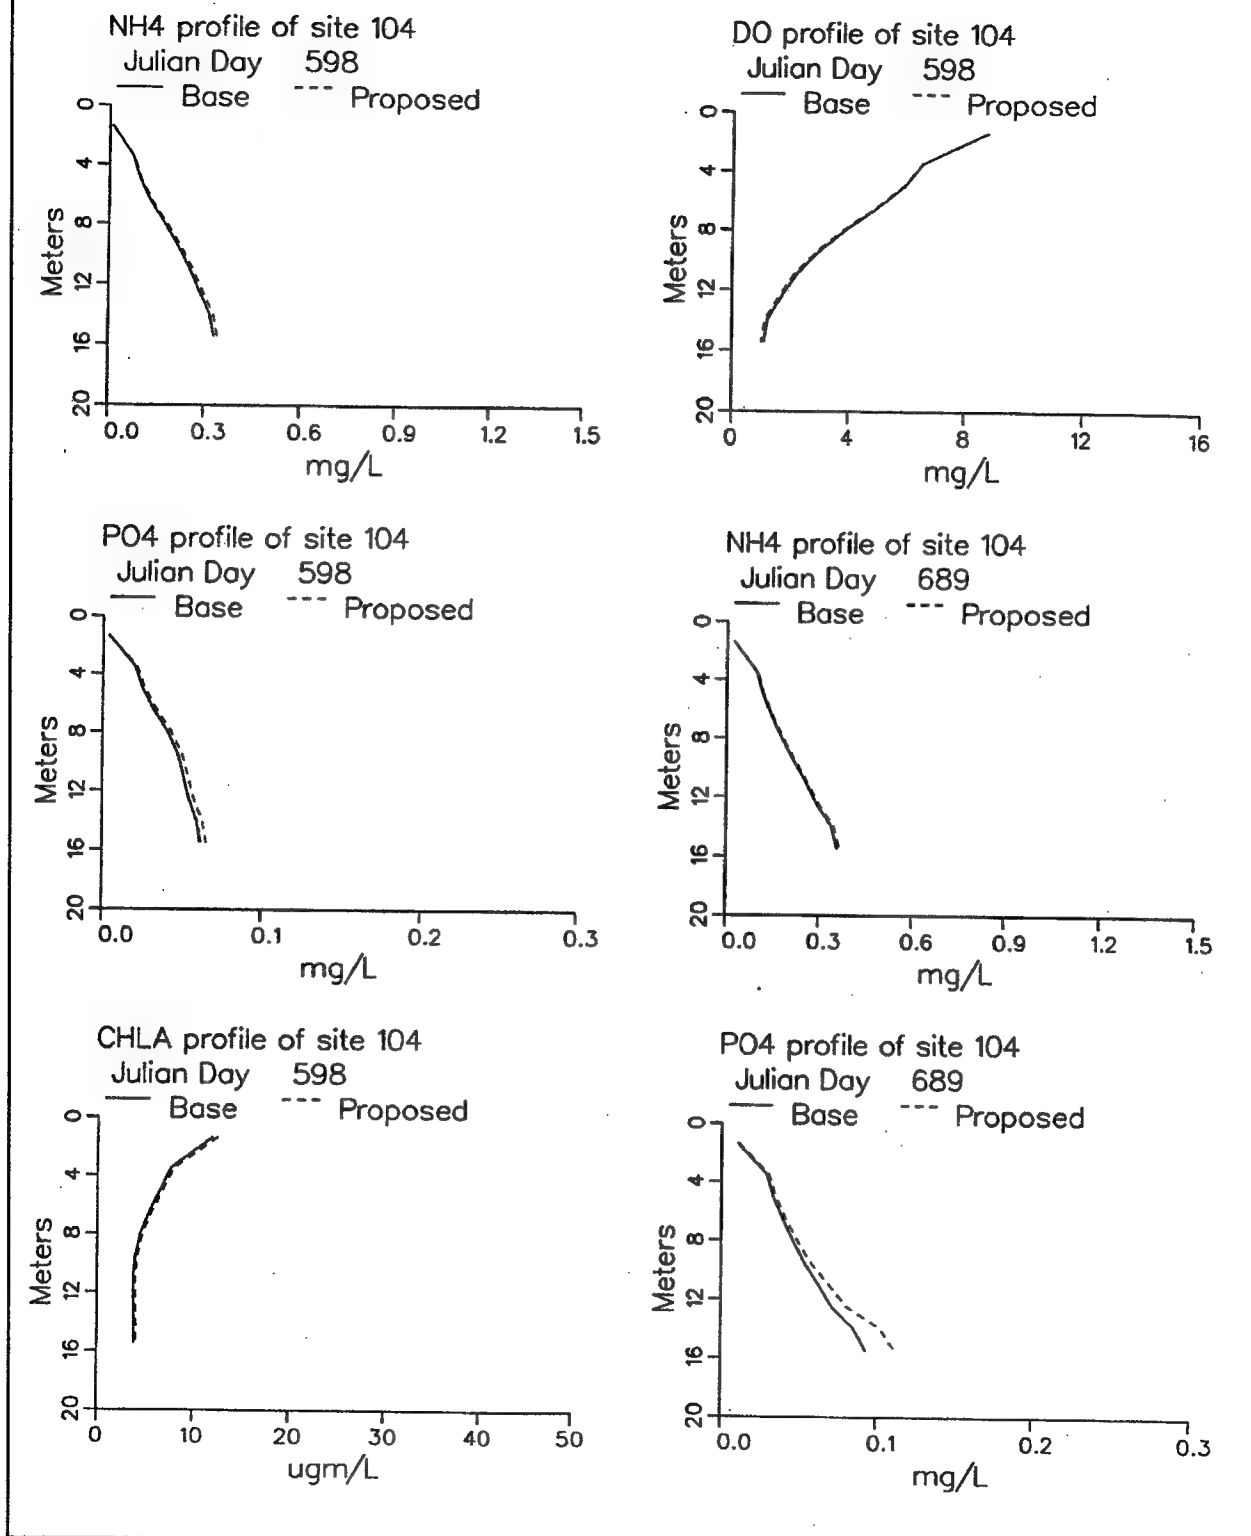 NH4 profile of site 104
Julian Day 598
Base Proposed
0
4
8
12
16
20
Meters
0.0 0.3 0.6 0.9 1.2 1.5
mg/L
DO profile of site 104
Julian Day 598
Base Proposed
0
4
8
12
16
20
Meters
0 4 8 12 16
mg/L
PO4 profile of site 104
Julian Day 598
Base Proposed
0
4
8
12
16
20
Meters
0.0 0.1 0.2 0.3
mg/L
NH4 profile of site 104
Julian Day 689
Base Proposed
0
4
8
12
16
20
Meters
0.0 0.3 0.6 0.9 1.2 1.5
mg/L
CHLA profile of site 104
Julian Day 598
Base Proposed
0
4
8
12
16
20
Meters
0 10 20 30 40 50
ugm/L
PO4 profile of site 104
Julian Day 689
Base Proposed
0
4
8
12
16
20
Meters
0.0 0.1 0.2 0.3
mg/L